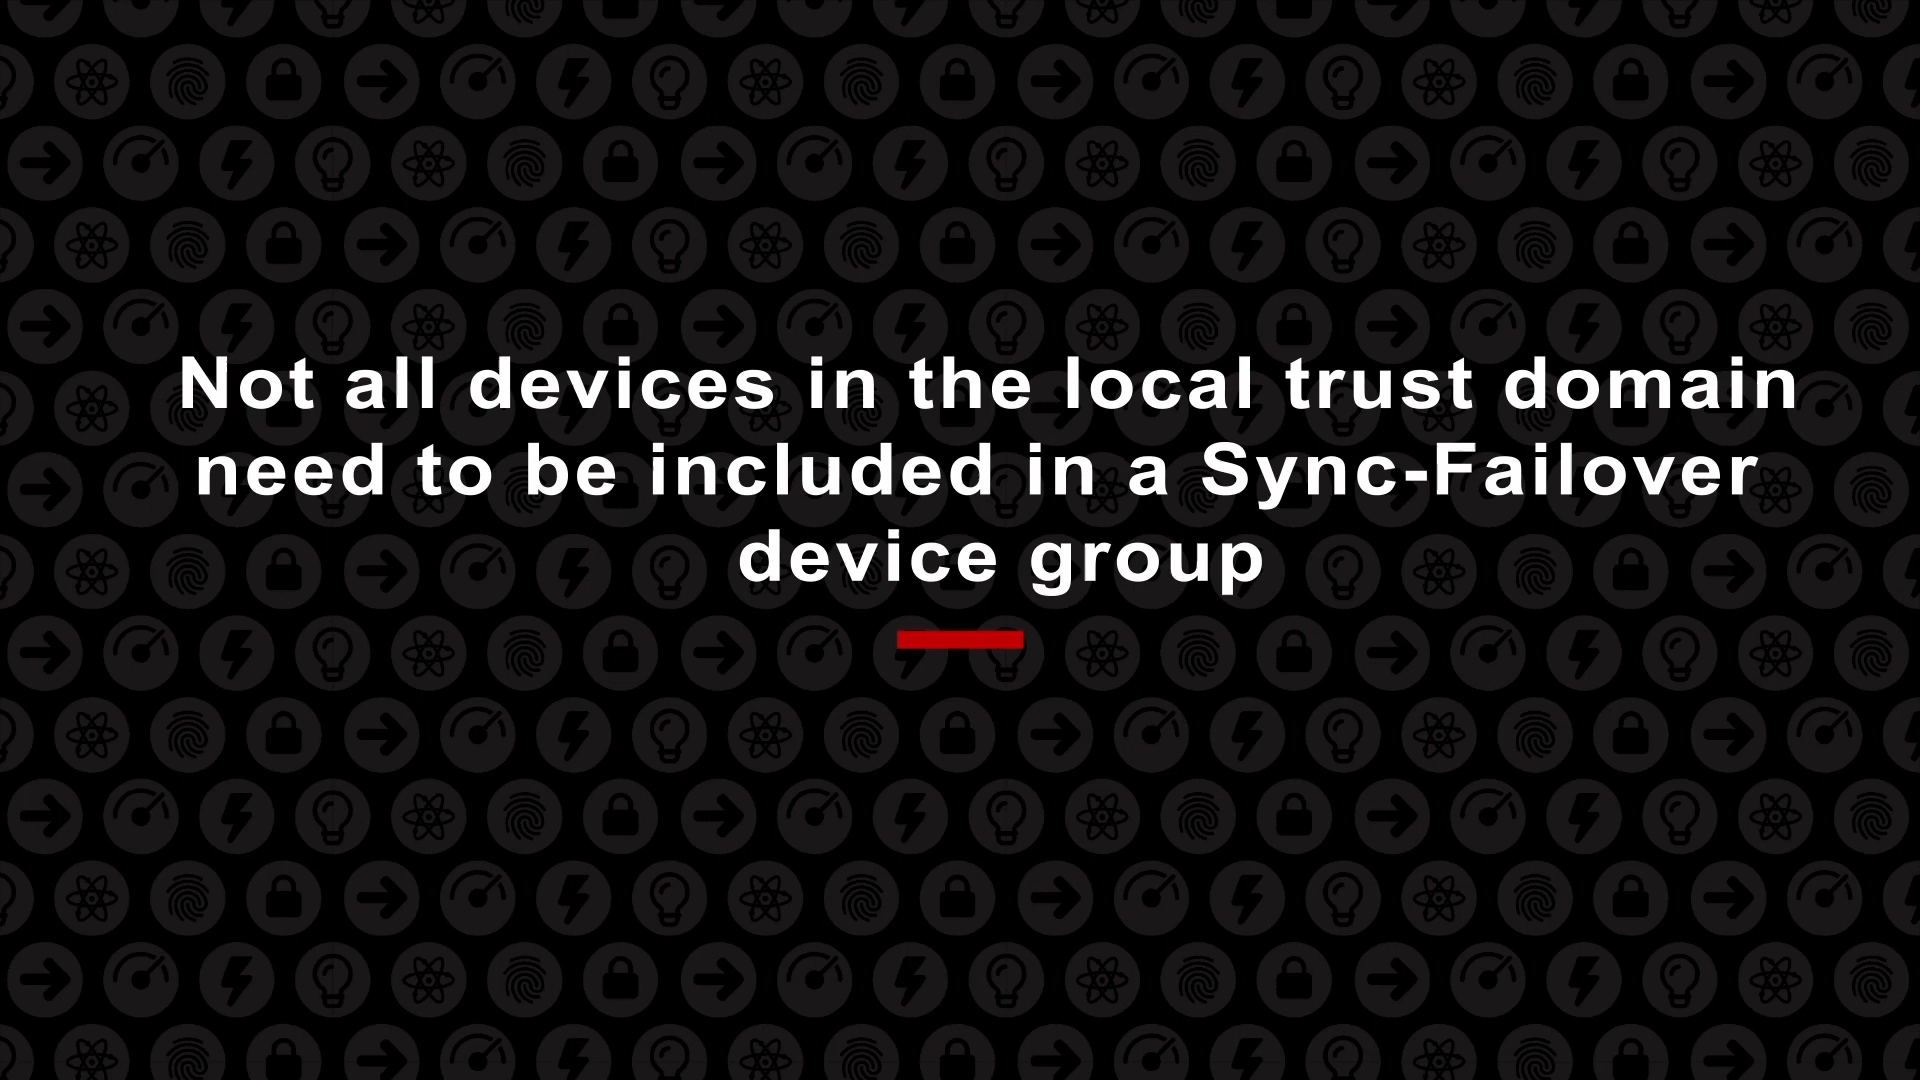 Not all devices in the local trust domain
need to be included in a Sync-Failover
device group